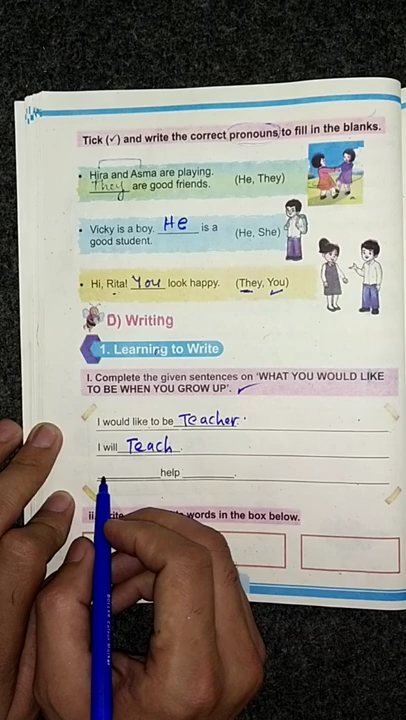 Tick (✓) and write the correct pronouns to fill in the blanks.
• Hira and Asma are playing.
They are good friends. (He, They)
• Vicky is a boy. He is a
good student. (He, She)
• Hi, Rita! You look happy. (They, You)
D) Writing
1. Learning to Write
I. Complete the given sentences on 'WHAT YOU WOULD LIKE
TO BE WHEN YOU GROW UP'.
I would like to be Teacher.
I will Teach.
help
ii. words in the box below.